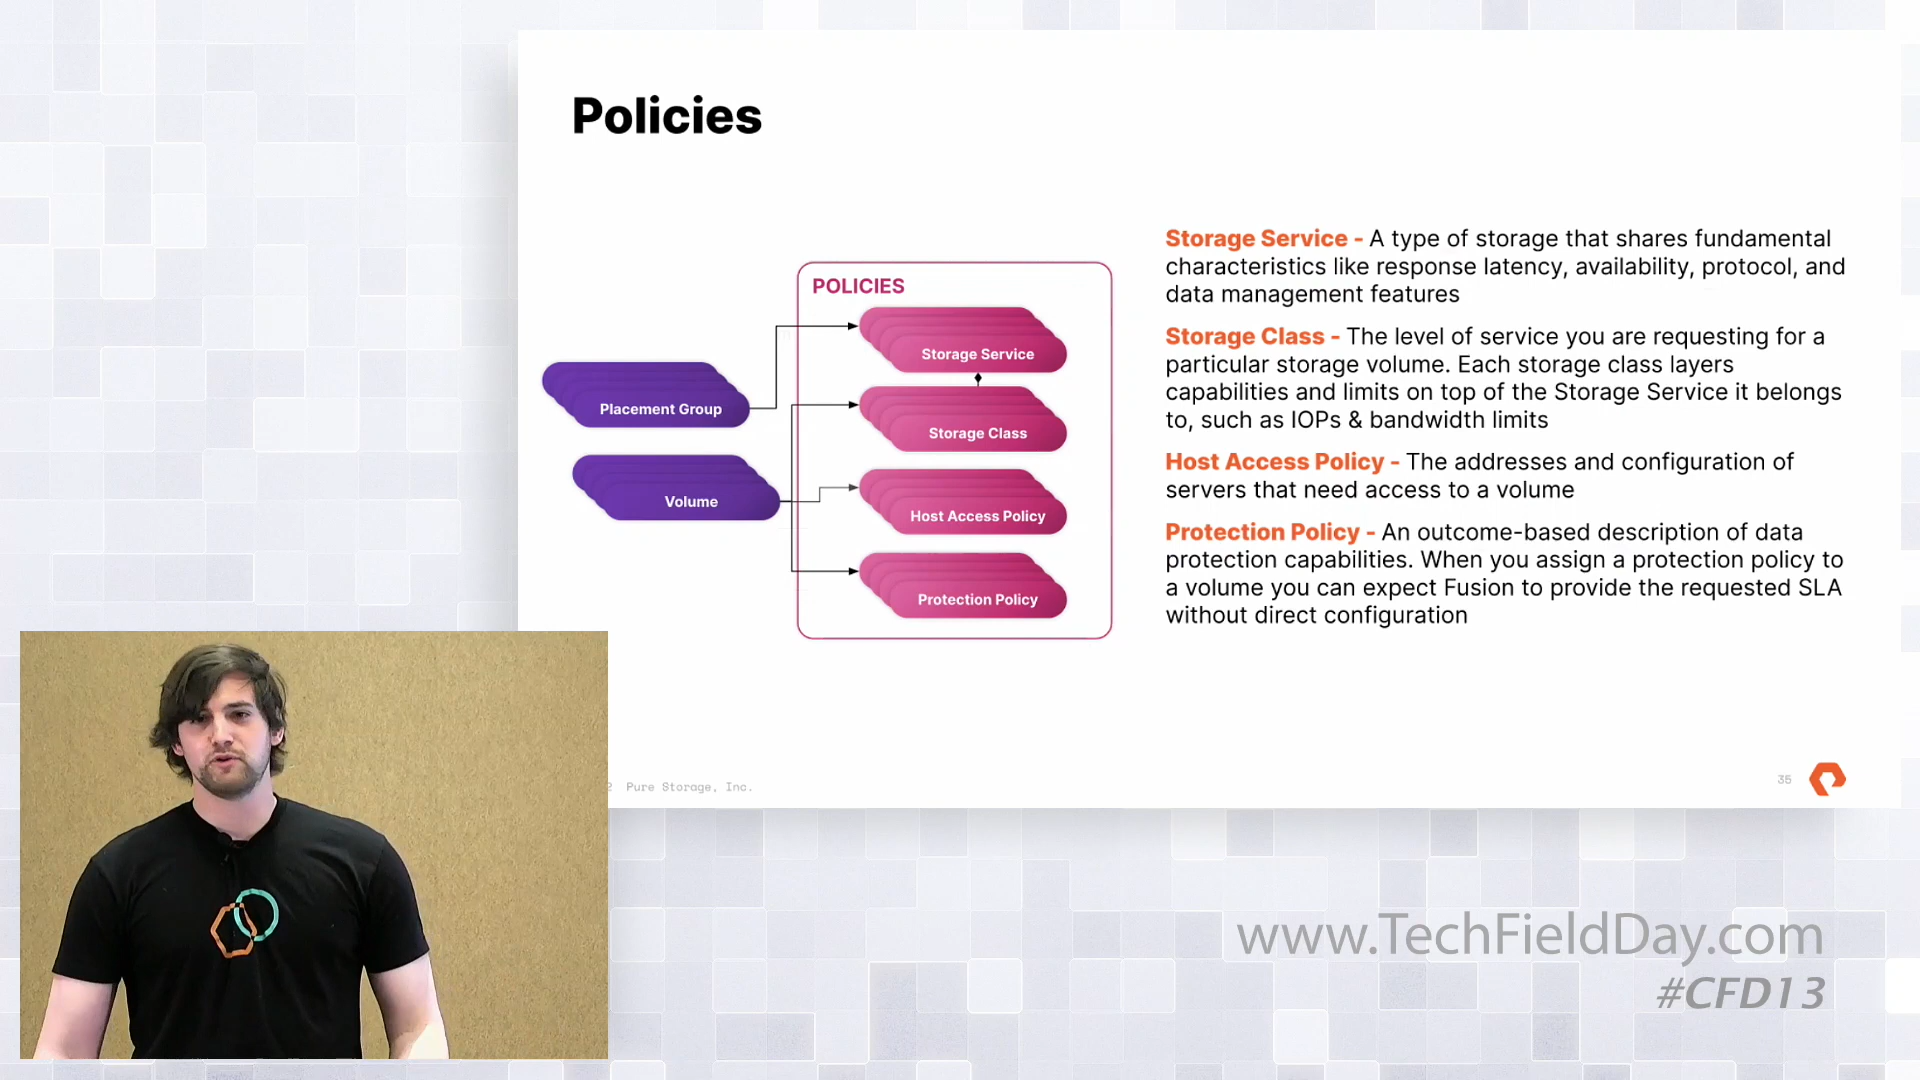 Policies
POLICIES
Storage Service
Storage Class
Host Access Policy
Protection Policy
Placement Group
Volume
Storage Service - A type of storage that shares fundamental
characteristics like response latency, availability, protocol, and
data management features
Storage Class - The level of service you are requesting for a
particular storage volume. Each storage class layers
capabilities and limits on top of the Storage Service it belongs
to, such as IOPs & bandwidth limits
Host Access Policy - The addresses and configuration of
servers that need access to a volume
Protection Policy - An outcome-based description of data
protection capabilities. When you assign a protection policy to
a volume you can expect Fusion to provide the requested SLA
without direct configuration
2 Pure Storage, Inc.
35
www.TechFieldDay.com
#CFD13